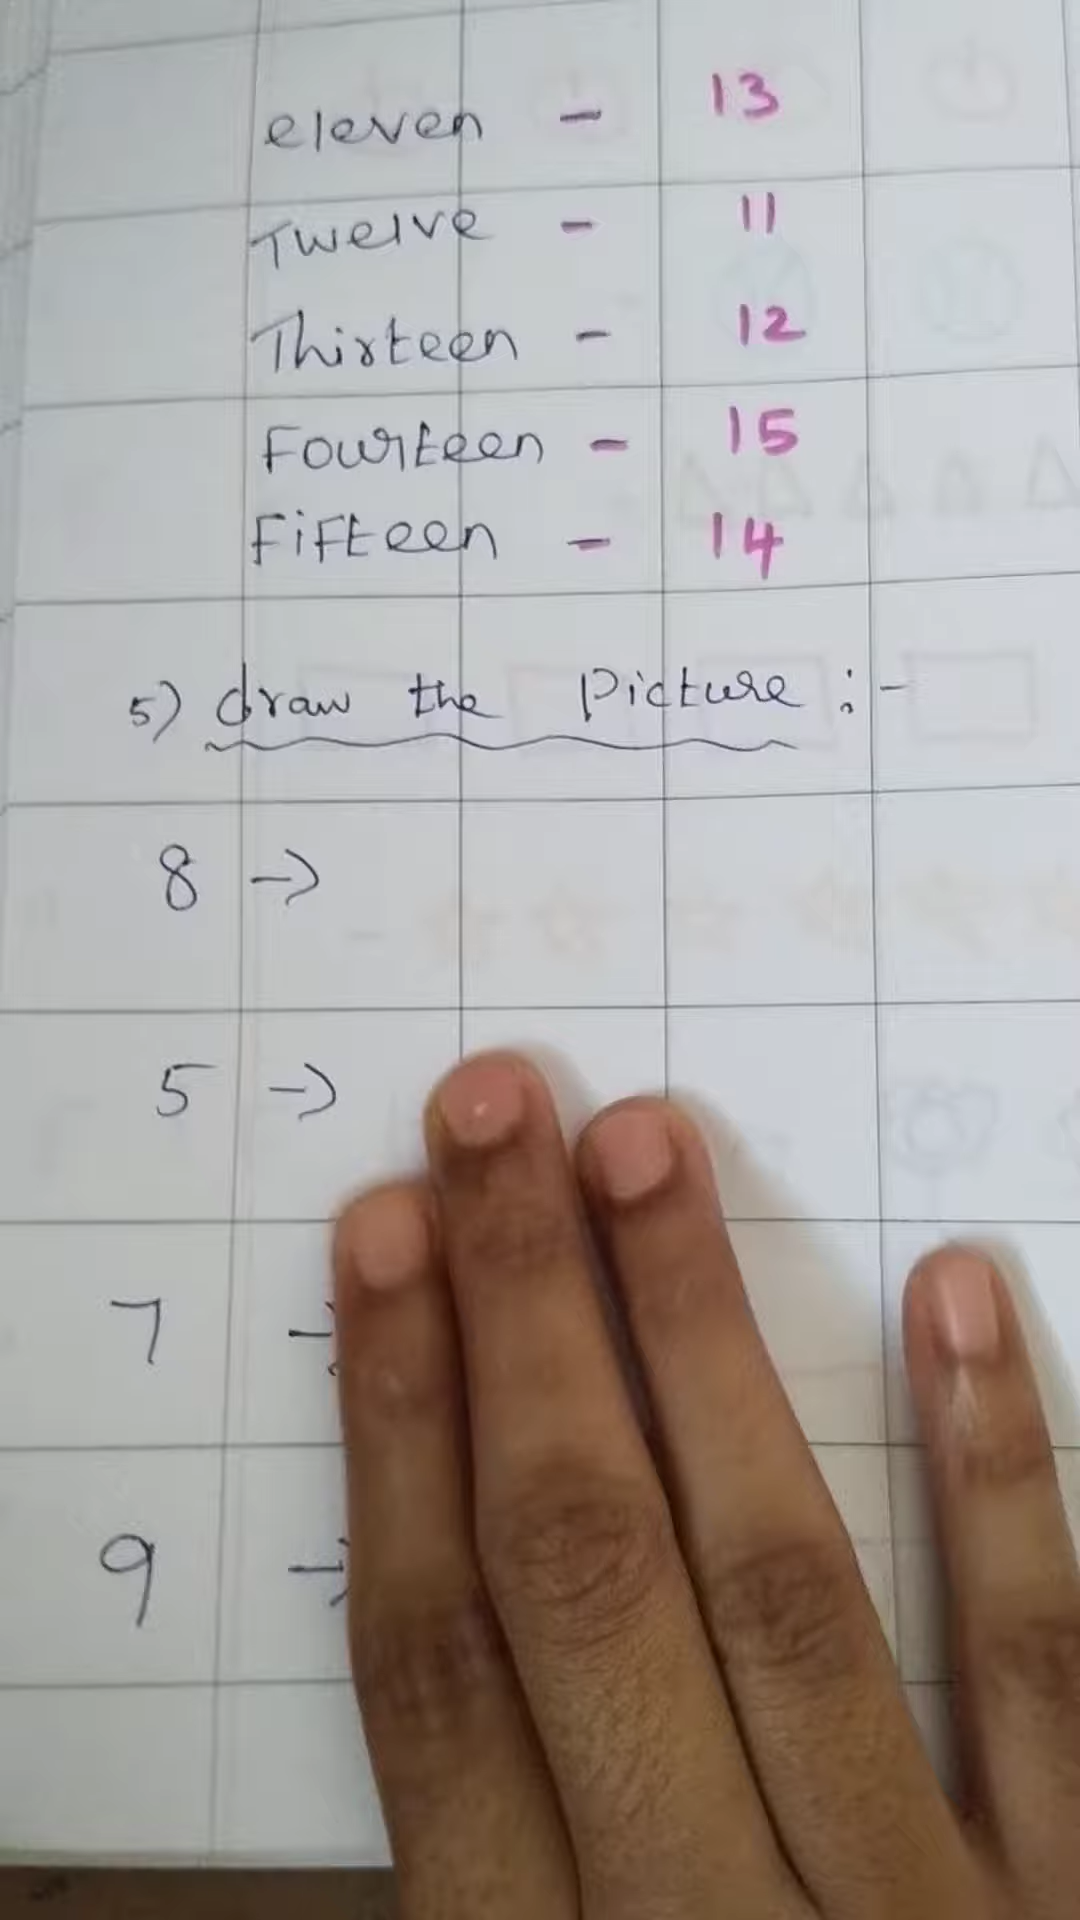 eleven - 13
Twelve - 11
Thirteen - 12
Fourteen - 15
Fifteen - 14
5) draw the Picture :-
8 →
5 →
7 →
9 →